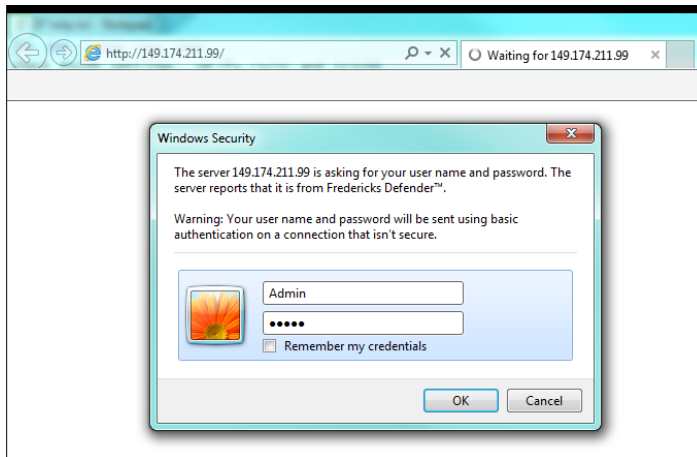 http://149.174.211.99/
Waiting for 149.174.211.99
Windows Security
The server 149.174.211.99 is asking for your user name and password. The
server reports that it is from Fredericks Defender™.
Warning: Your user name and password will be sent using basic
authentication on a connection that isn't secure.
Admin
●●●●●
Remember my credentials
OK
Cancel